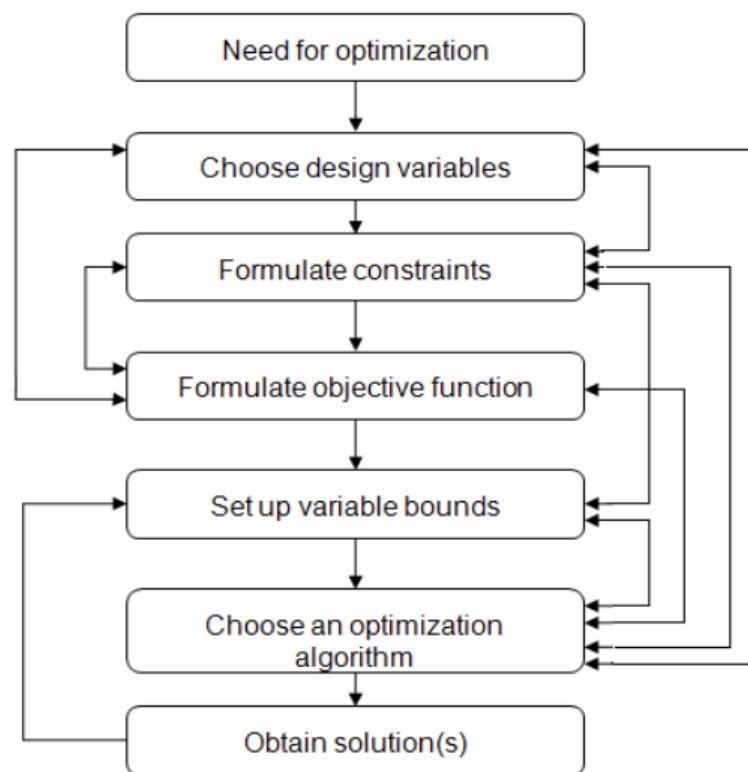 Need for optimization
Choose design variables
Formulate constraints
Formulate objective function
Set up variable bounds
Choose an optimization
algorithm
Obtain solution(s)